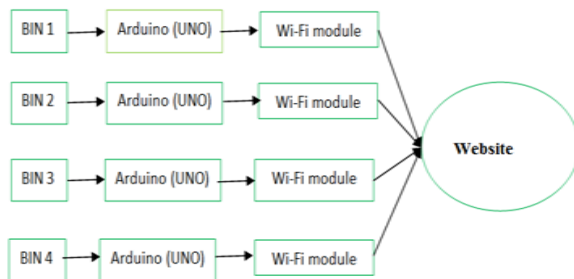 BIN 1
Arduino (UNO)
Wi-Fi module
BIN 2
Arduino (UNO)
Wi-Fi module
Website
BIN 3
Arduino (UNO)
Wi-Fi module
BIN 4
Arduino (UNO)
Wi-Fi module